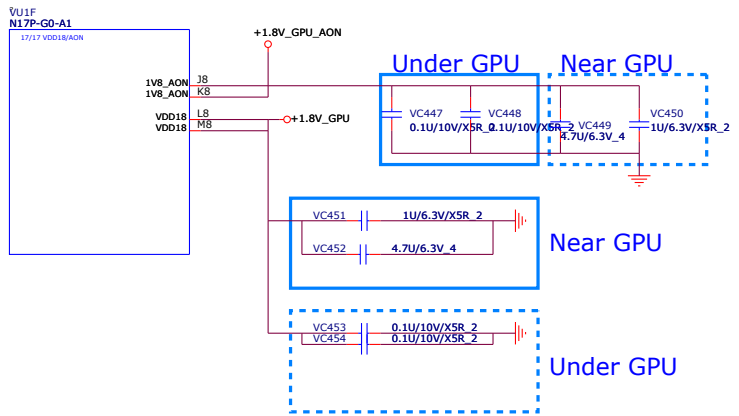 VU1F
N17P-G0-A1
17/17 VDD18/AON
+1.8V_GPU_AON
Under GPU
Near GPU
1V8_AON J8
1V8_AON K8
VDD18 L8
VDD18 M8
+1.8V_GPU
VC447
0.1U/10V/X5R_2
VC448
0.1U/10V/X5R_2
VC449
4.7U/6.3V_4
VC450
1U/6.3V/X5R_2
VC451 1U/6.3V/X5R_2
VC452 4.7U/6.3V_4
Near GPU
VC453 0.1U/10V/X5R_2
VC454 0.1U/10V/X5R_2
Under GPU